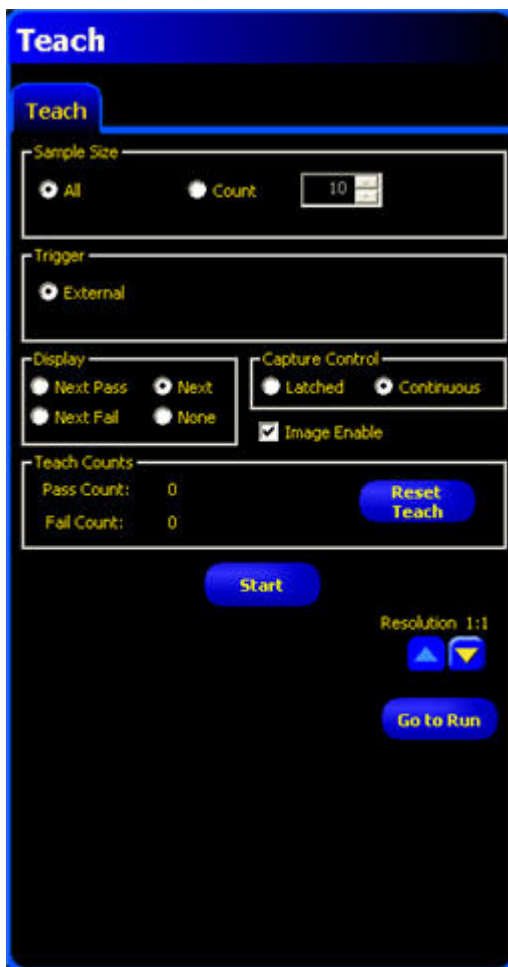 Teach
Teach
Sample Size
All Count 10
Trigger
External
Display
Next Pass Next
Next Fail None
Capture Control
Latched Continuous
Image Enable
Teach Counts
Pass Count: 0
Fail Count: 0
Reset
Teach
Start
Resolution 1:1
Go to Run